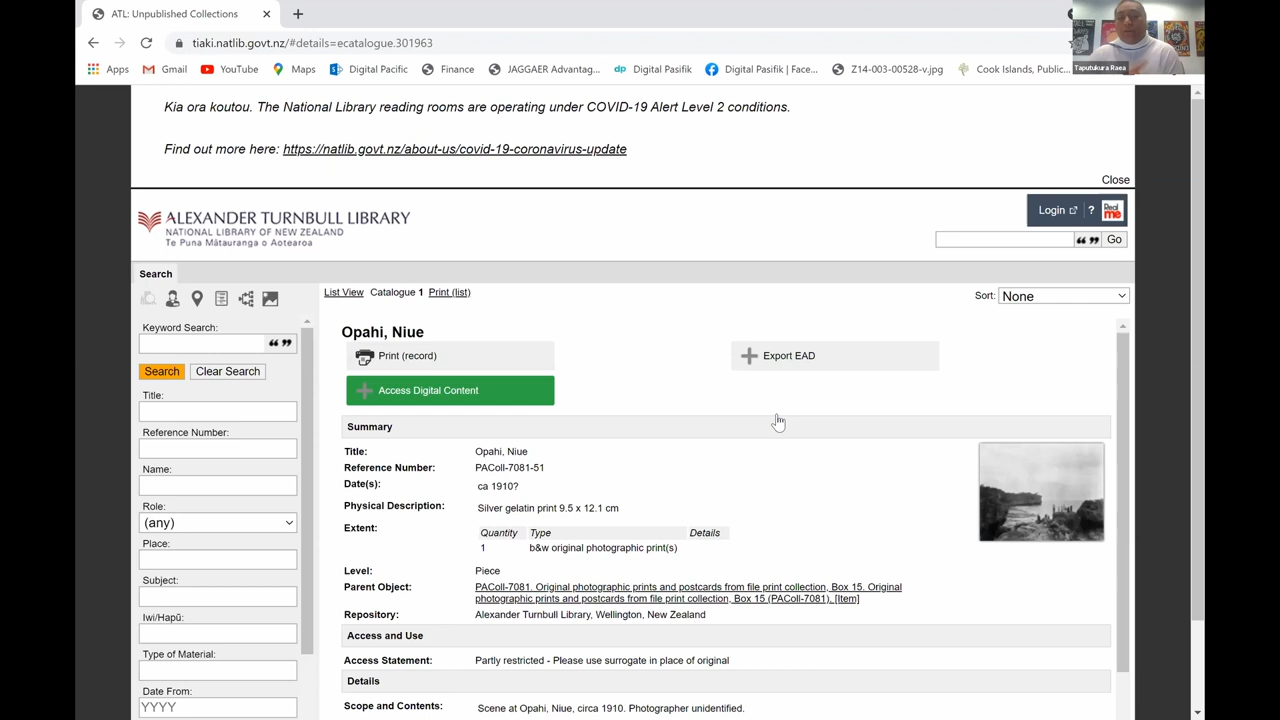 ATL: Unpublished Collections
tiaki.natlib.govt.nz/#details=ecatalogue.301963
Apps Gmail YouTube Maps Digital Pacific Finance JAGGAER Advantag... dp Digital Pasifik Digital Pasifik | Face... Z14-003-00528-v.jpg Cook Islands, Public...
Taputukura Raea
Kia ora koutou. The National Library reading rooms are operating under COVID-19 Alert Level 2 conditions.
Find out more here: https://natlib.govt.nz/about-us/covid-19-coronavirus-update
Close
ALEXANDER TURNBULL LIBRARY
NATIONAL LIBRARY OF NEW ZEALAND
Te Puna Mātauranga o Aotearoa
Login ? Real me
Go
Search
List View Catalogue 1 Print (list)
Sort: None
Keyword Search:
Search Clear Search
Title:
Reference Number:
Name:
Role:
(any)
Place:
Subject:
Iwi/Hapū:
Type of Material:
Date From:
YYYY
Opahi, Niue
Print (record) Export EAD
Access Digital Content
Summary
Title: Opahi, Niue
Reference Number: PAColl-7081-51
Date(s): ca 1910?
Physical Description: Silver gelatin print 9.5 x 12.1 cm
Extent: Quantity Type Details
1 b&w original photographic print(s)
Level: Piece
Parent Object: PAColl-7081. Original photographic prints and postcards from file print collection, Box 15. Original
photographic prints and postcards from file print collection, Box 15 (PAColl-7081). [Item]
Repository: Alexander Turnbull Library, Wellington, New Zealand
Access and Use
Access Statement: Partly restricted - Please use surrogate in place of original
Details
Scope and Contents: Scene at Opahi, Niue, circa 1910. Photographer unidentified.